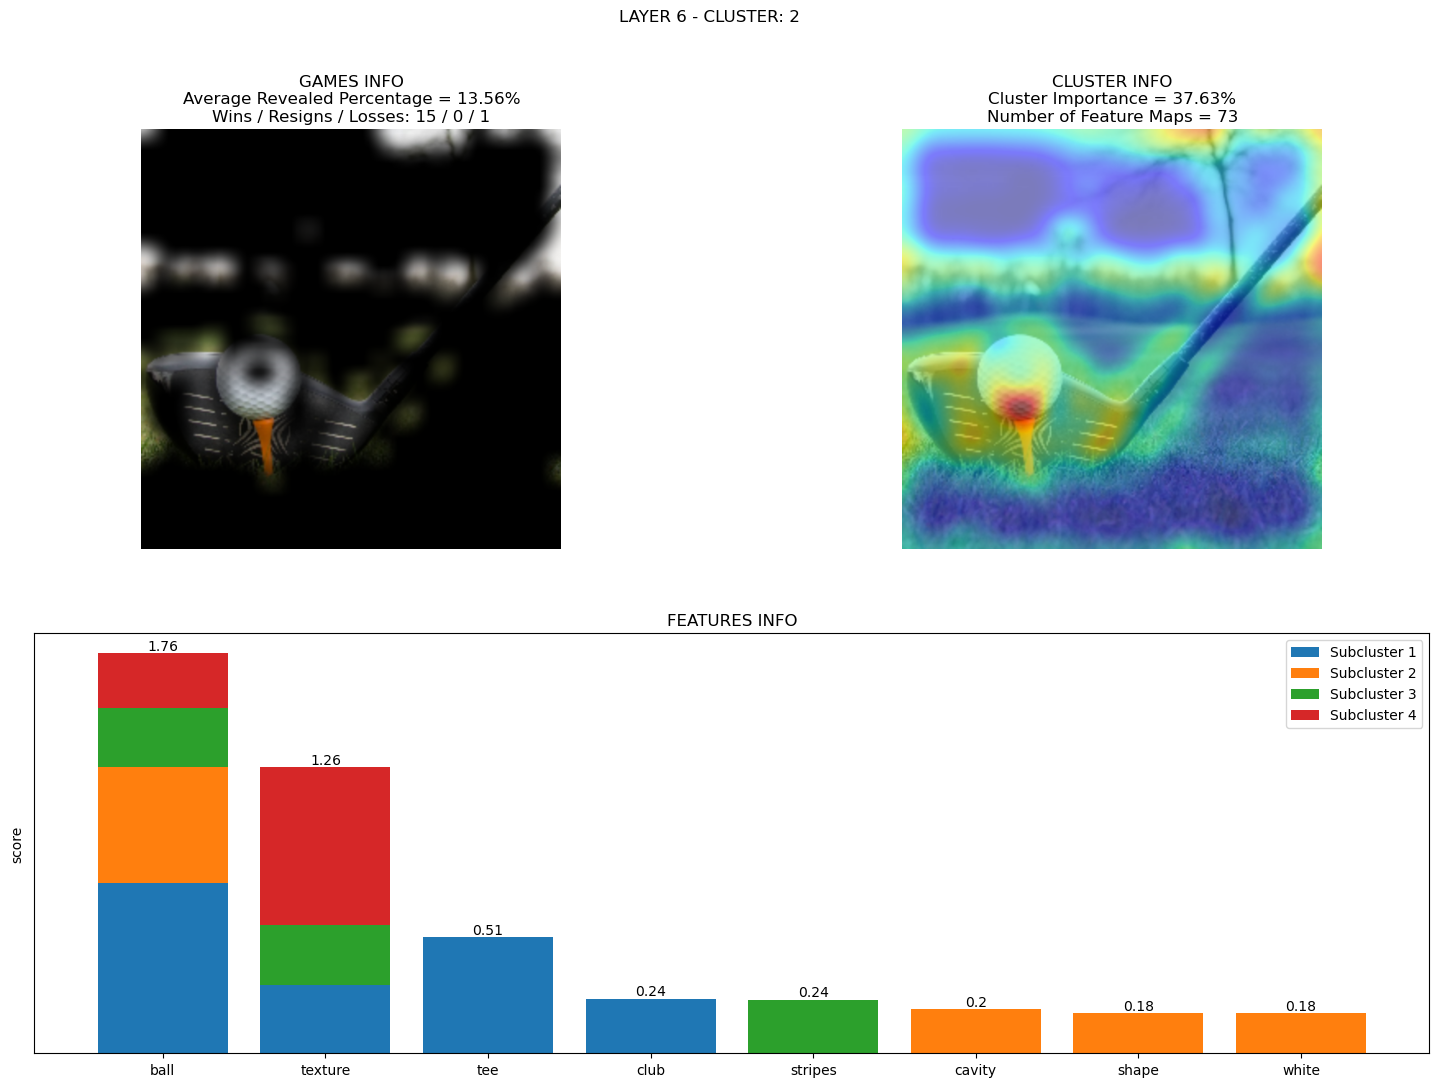 LAYER 6 - CLUSTER: 2
GAMES INFO
Average Revealed Percentage = 13.56%
Wins / Resigns / Losses: 15 / 0 / 1
CLUSTER INFO
Cluster Importance = 37.63%
Number of Feature Maps = 73
FEATURES INFO
score
1.76
1.26
0.51
0.24
0.24
0.2
0.18
0.18
Subcluster 1
Subcluster 2
Subcluster 3
Subcluster 4
ball texture tee club stripes cavity shape white